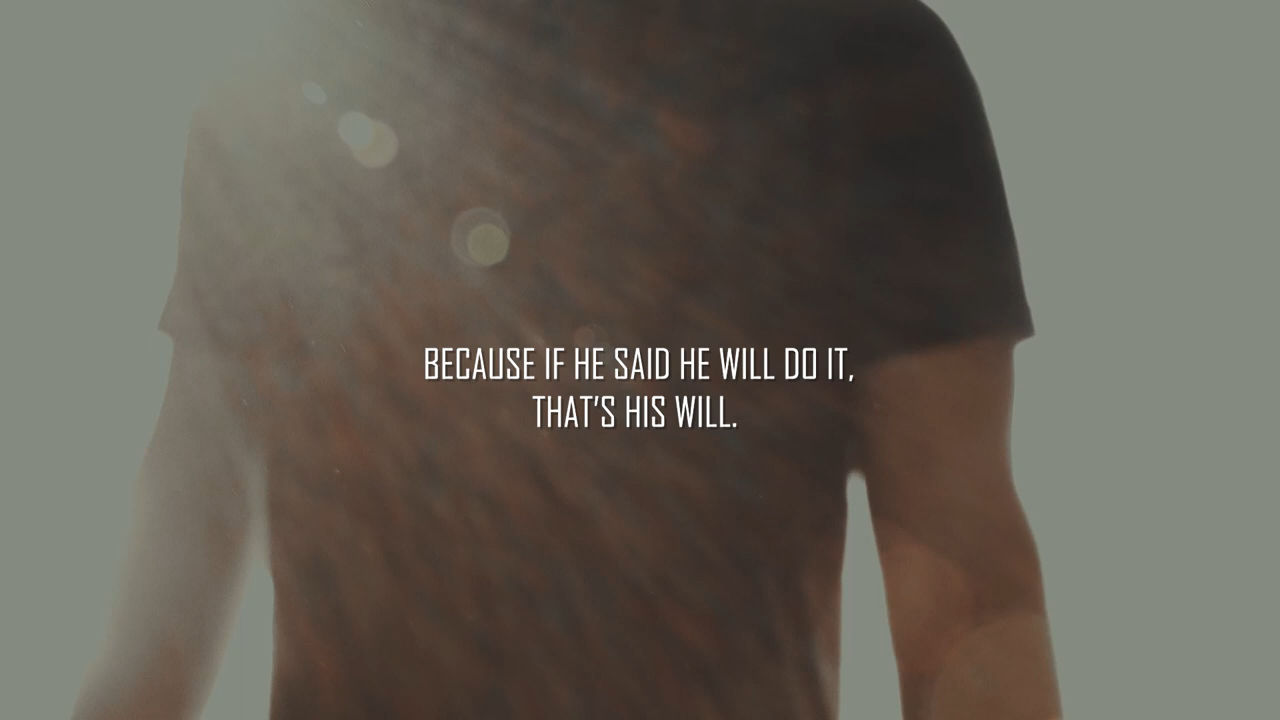 BECAUSE IF HE SAID HE WILL DO IT,
THAT'S HIS WILL.